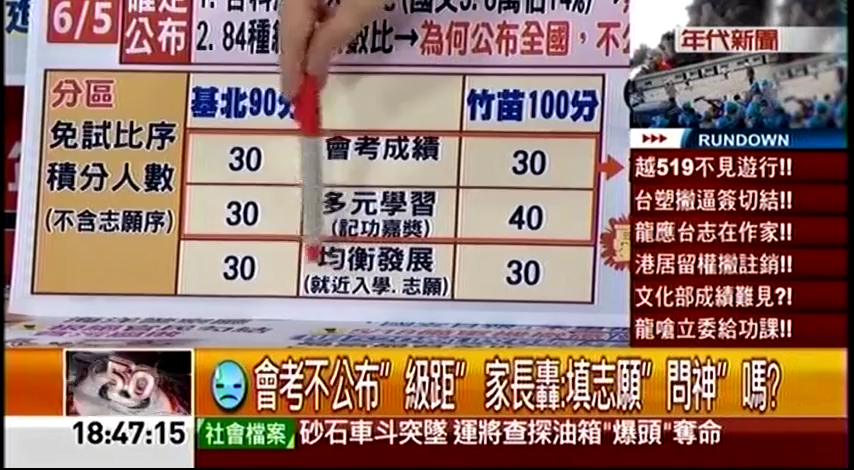 6/5
公布
2. 84種
數比→為何公布全國，不
年代新聞
分區
免試比序
積分人數
(不含志願序)
基北90分
竹苗100分
30
會考成績
30
30
多元學習
(記功嘉獎)
40
30
均衡發展
(就近入學.志願)
30
RUNDOWN
越519不見遊行!!
台塑撇逼簽切結!!
龍應台志在作家!!
港居留權撇註銷!!
文化部成績難見?!
龍嗆立委給功課!!
50
會考不公布"級距" 家長轟:填志願"問神"嗎?
18:47:15
社會檔案
砂石車斗突墜 運將查探油箱"爆頭"奪命